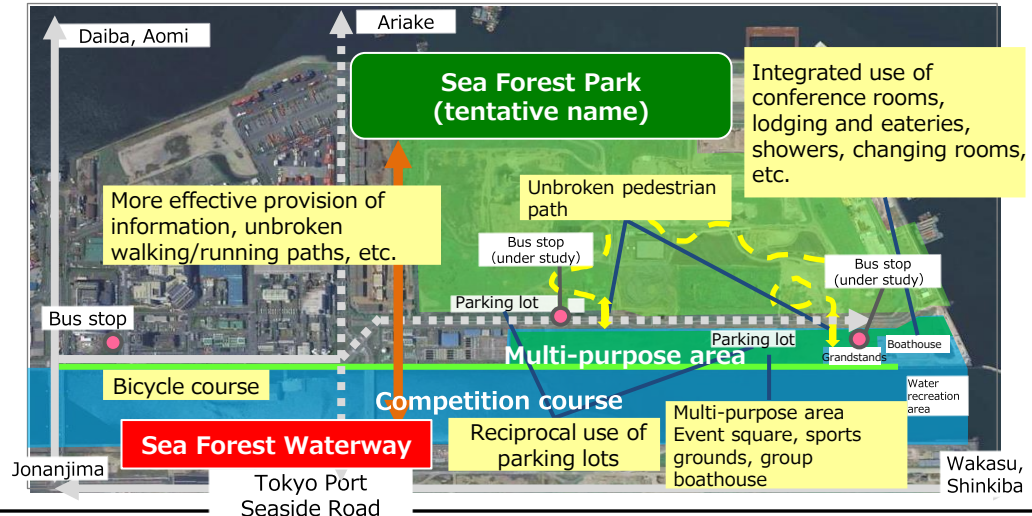 Daiba, Aomi
Ariake
Sea Forest Park
(tentative name)
Integrated use of
conference rooms,
lodging and eateries,
showers, changing rooms,
etc.
More effective provision of
information, unbroken
walking/running paths, etc.
Unbroken pedestrian
path
Bus stop
(under study)
Bus stop
(under study)
Parking lot
Bus stop
Parking lot
Boathouse
Multi-purpose area
Grandstands
Bicycle course
Competition course
Water
recreation
area
Sea Forest Waterway
Reciprocal use of
parking lots
Multi-purpose area
Event square, sports
grounds, group
boathouse
Jonanjima
Tokyo Port
Seaside Road
Wakasu,
Shinkiba